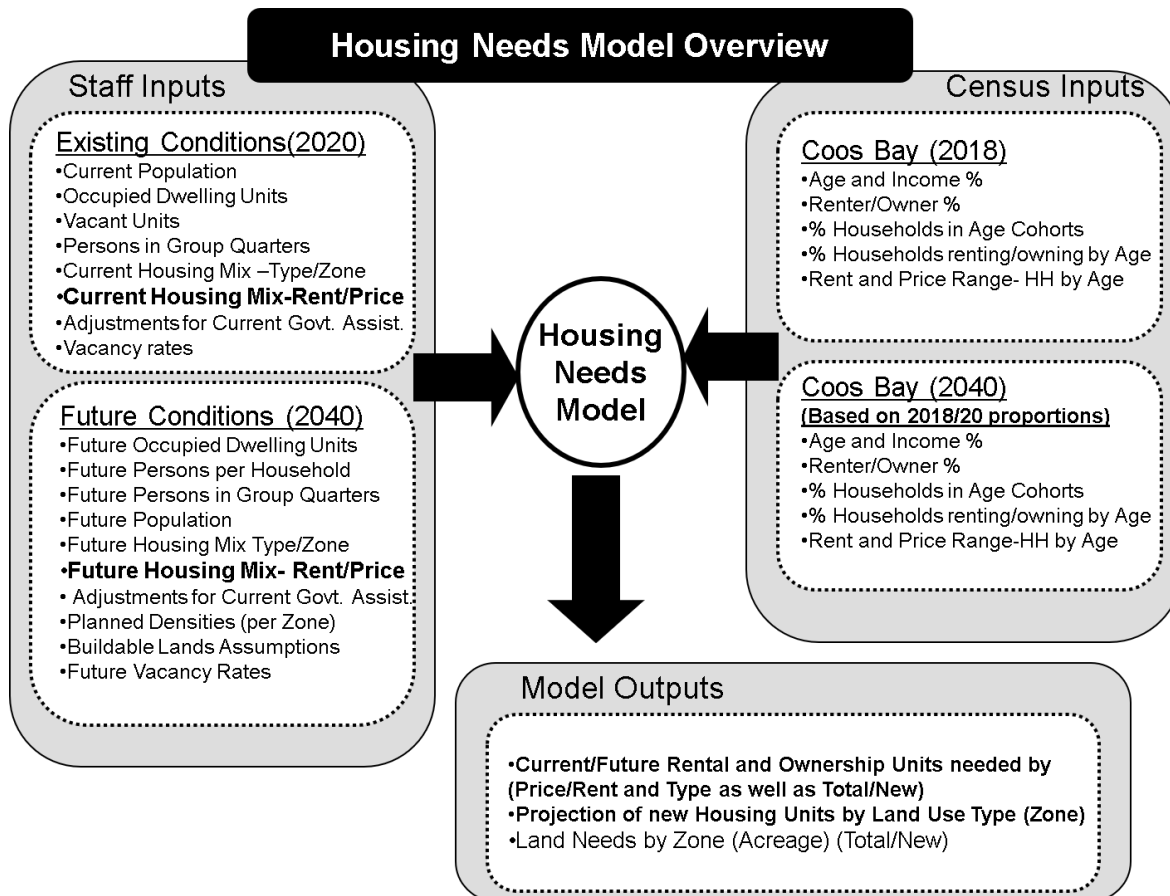 Housing Needs Model Overview
Staff Inputs
Existing Conditions(2020)
•Current Population
•Occupied Dwelling Units
•Vacant Units
•Persons in Group Quarters
•Current Housing Mix –Type/Zone
•Current Housing Mix-Rent/Price
•Adjustments for Current Govt. Assist.
•Vacancy rates
Future Conditions (2040)
•Future Occupied Dwelling Units
•Future Persons per Household
•Future Persons in Group Quarters
•Future Population
•Future Housing Mix Type/Zone
•Future Housing Mix- Rent/Price
• Adjustments for Current Govt. Assist.
•Planned Densities (per Zone)
•Buildable Lands Assumptions
•Future Vacancy Rates
Housing
Needs
Model
Census Inputs
Coos Bay (2018)
•Age and Income %
•Renter/Owner %
•% Households in Age Cohorts
•% Households renting/owning by Age
•Rent and Price Range- HH by Age
Coos Bay (2040)
(Based on 2018/20 proportions)
•Age and Income %
•Renter/Owner %
•% Households in Age Cohorts
•% Households renting/owning by Age
•Rent and Price Range-HH by Age
Model Outputs
•Current/Future Rental and Ownership Units needed by
(Price/Rent and Type as well as Total/New)
•Projection of new Housing Units by Land Use Type (Zone)
•Land Needs by Zone (Acreage) (Total/New)